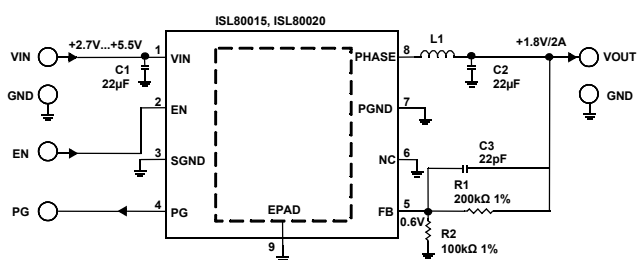 ISL80015, ISL80020
VIN
+2.7V...+5.5V
1
VIN
C1
22µF
GND
2
EN
EN
3
SGND
PG
4
PG
EPAD
9
PHASE
8
L1
+1.8V/2A
VOUT
C2
22µF
GND
PGND
7
NC
6
C3
22pF
R1
200kΩ 1%
FB
5
0.6V
R2
100kΩ 1%